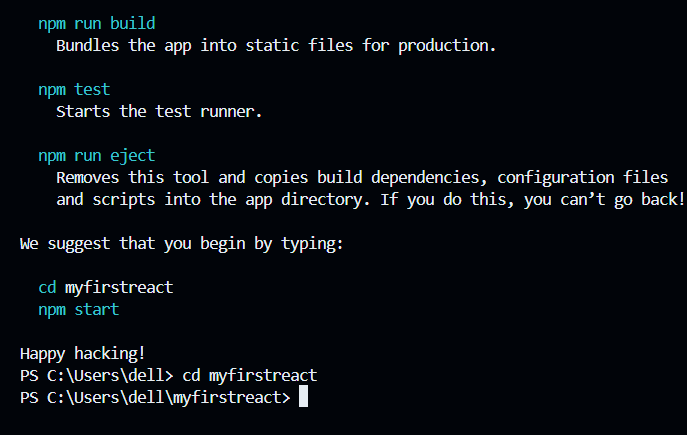 npm run build
Bundles the app into static files for production.
npm test
Starts the test runner.
npm run eject
Removes this tool and copies build dependencies, configuration files
and scripts into the app directory. If you do this, you can’t go back!
We suggest that you begin by typing:
cd myfirstreact
npm start
Happy hacking!
PS C:\Users\dell> cd myfirstreact
PS C:\Users\dell\myfirstreact>